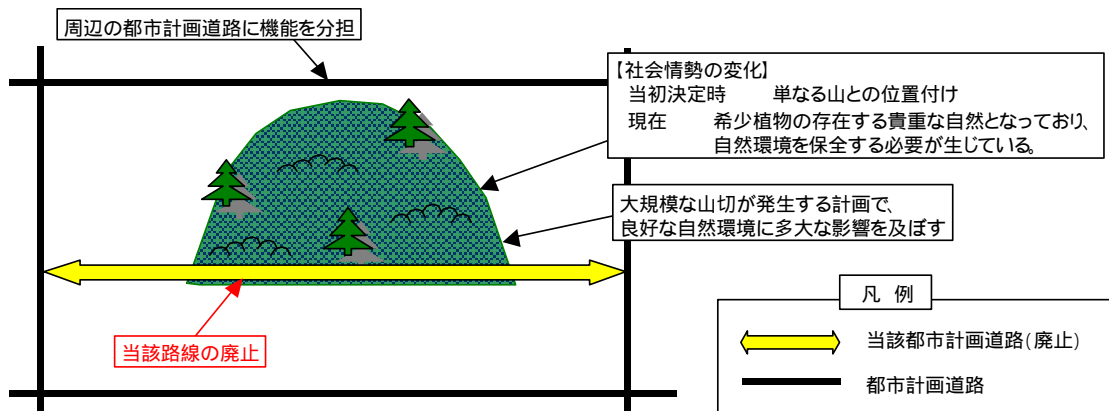 周辺の都市計画道路に機能を分担
【社会情勢の変化】
当初決定時 単なる山との位置付け
現在 希少植物の存在する貴重な自然となっており、
自然環境を保全する必要が生じている。
大規模な山切が発生する計画で、
良好な自然環境に多大な影響を及ぼす
当該路線の廃止
凡 例
当該都市計画道路(廃止)
都市計画道路